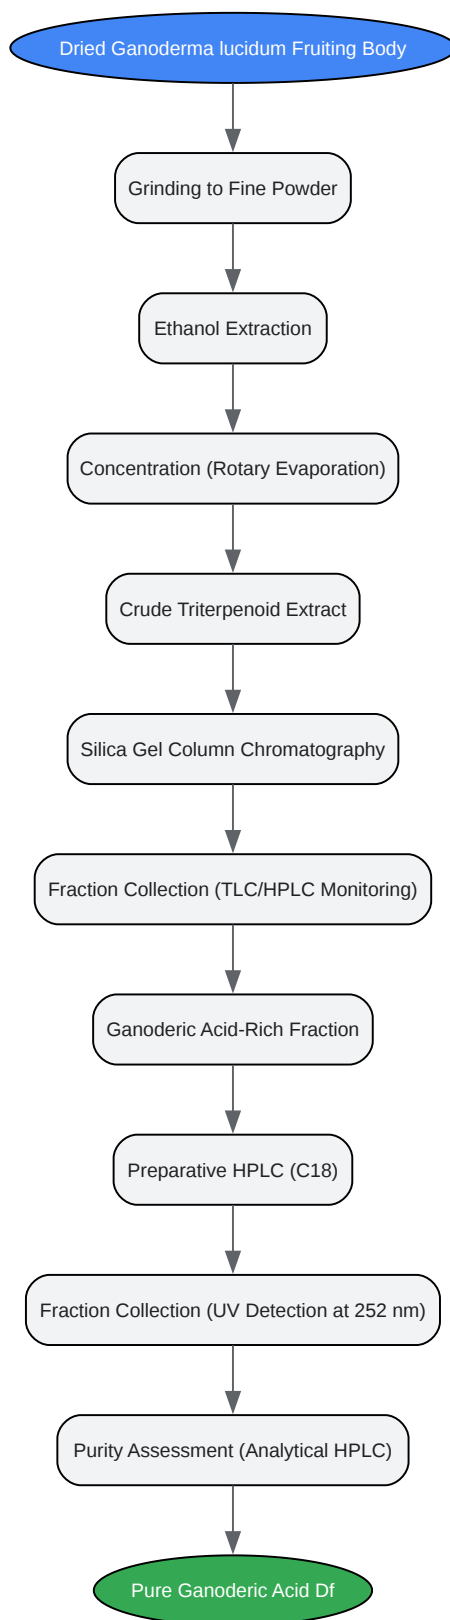 Dried Ganoderma lucidum Fruiting Body
Grinding to Fine Powder
Ethanol Extraction
Concentration (Rotary Evaporation)
Crude Triterpenoid Extract
Silica Gel Column Chromatography
Fraction Collection (TLC/HPLC Monitoring)
Ganoderic Acid-Rich Fraction
Preparative HPLC (C18)
Fraction Collection (UV Detection at 252 nm)
Purity Assessment (Analytical HPLC)
Pure Ganoderic Acid Df